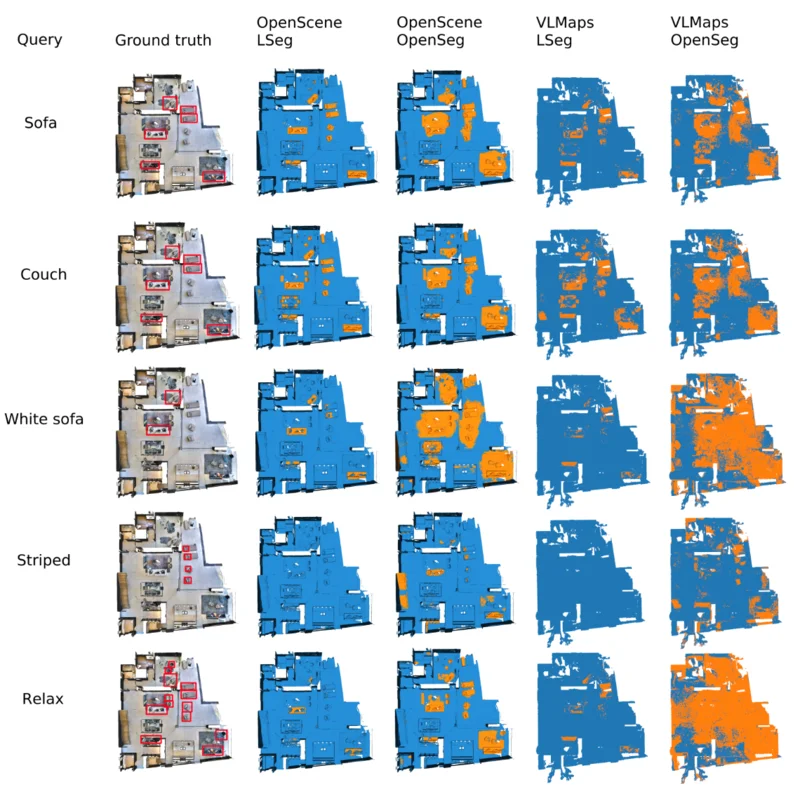 Query
Ground truth
OpenScene
LSeg
OpenScene
OpenSeg
VLMaps
LSeg
VLMaps
OpenSeg
Sofa
Couch
White sofa
Striped
Relax